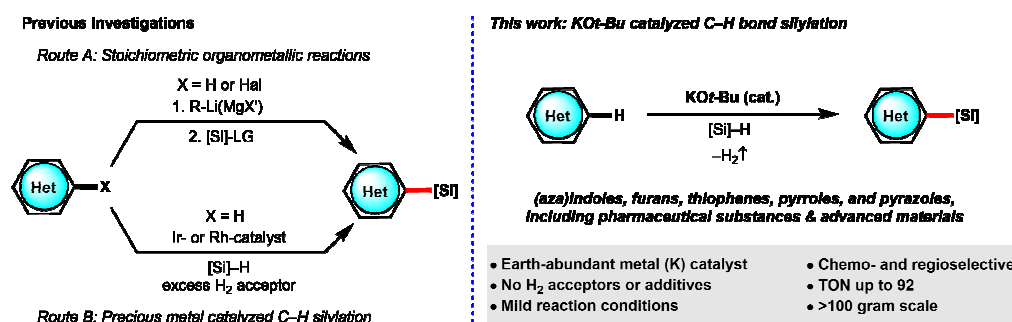 Previous Investigations
Route A: Stoichiometric organometallic reactions
X = H or Hal
1. R-Li(MgX')
2. [Si]-LG
Het
X
Het
[Si]
X = H
Ir- or Rh-catalyst
[Si]–H
excess H2 acceptor
Route B: Precious metal catalyzed C–H silylation
This work: KOt-Bu catalyzed C–H bond silylation
Het
H
KOt-Bu (cat.)
[Si]–H
–H2↑
Het
[Si]
(aza)indoles, furans, thiophenes, pyrroles, and pyrazoles,
including pharmaceutical substances & advanced materials
• Earth-abundant metal (K) catalyst
• No H2 acceptors or additives
• Mild reaction conditions
• Chemo- and regioselective
• TON up to 92
• >100 gram scale